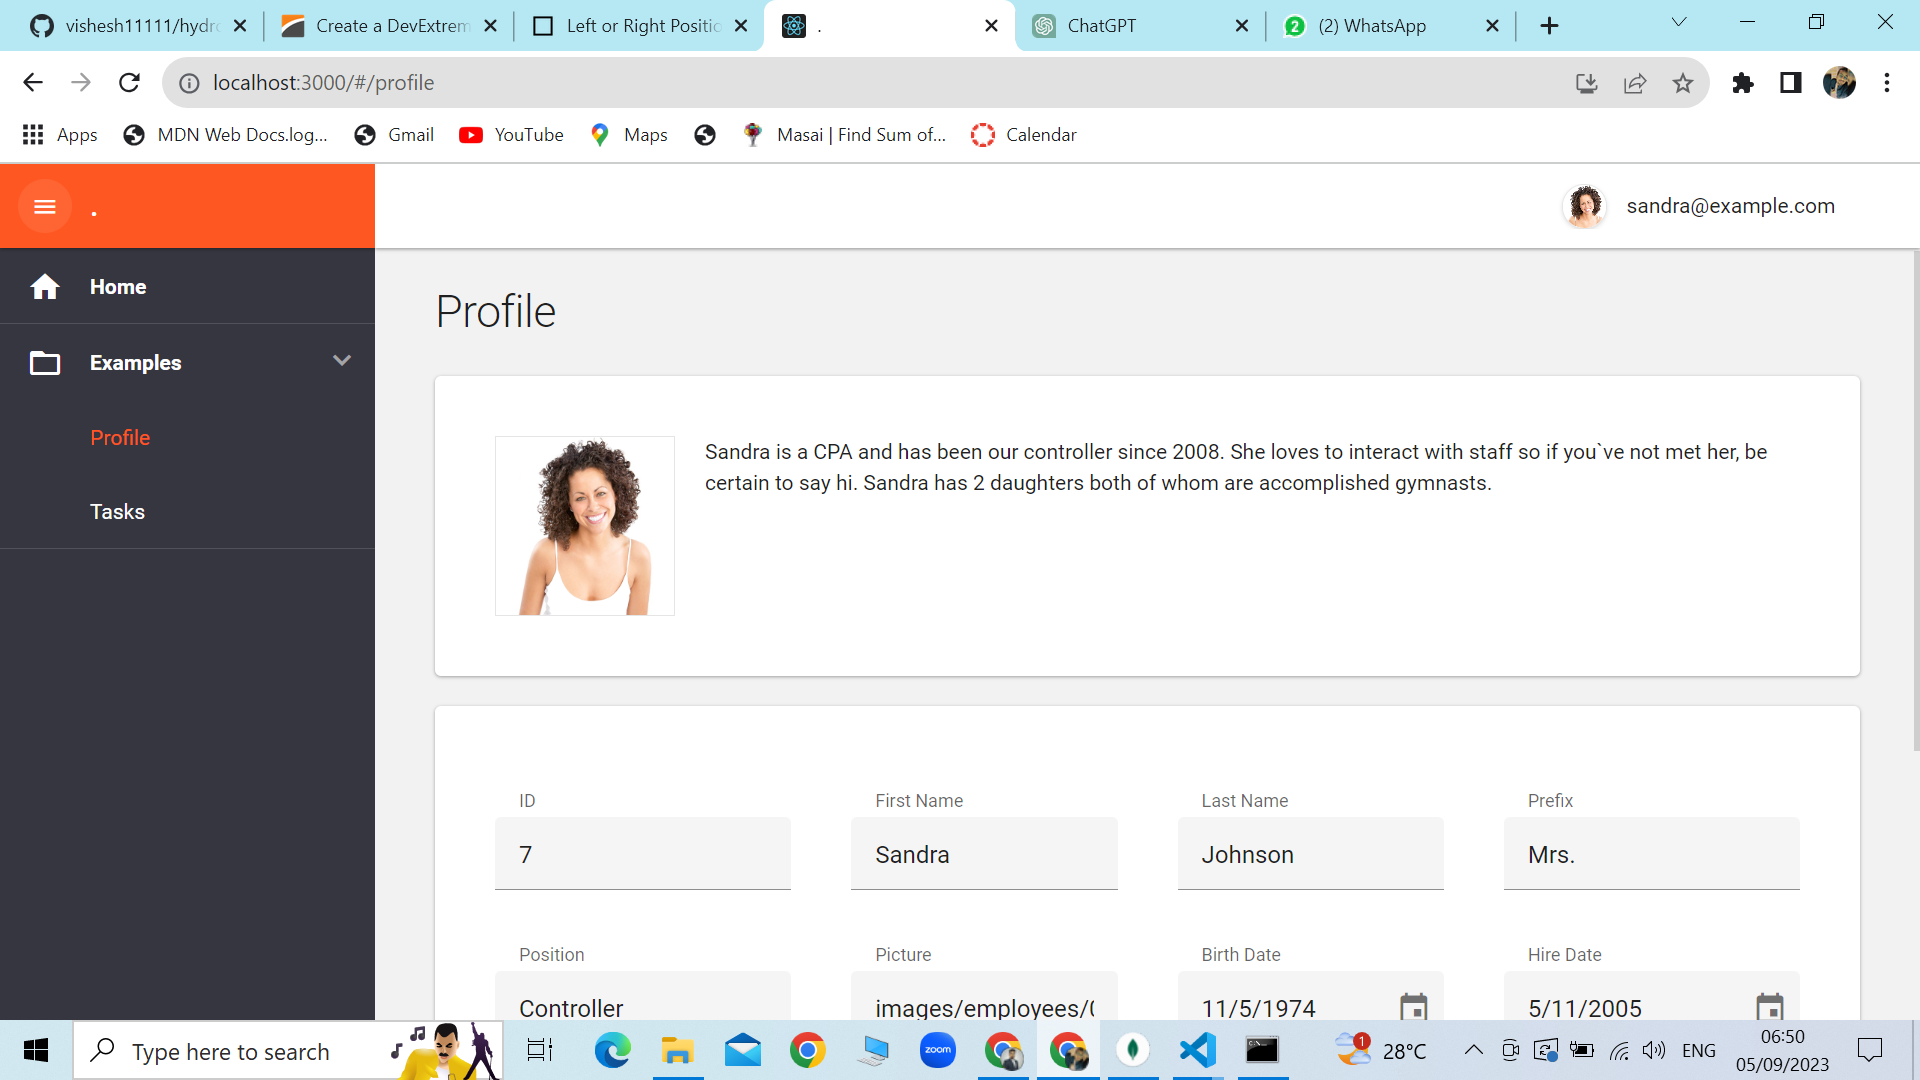 vishesh11111/hydro
Create a DevExtrem
Left or Right Positio
.
ChatGPT
(2) WhatsApp
localhost:3000/#/profile
Apps
MDN Web Docs.log...
Gmail
YouTube
Maps
Masai | Find Sum of...
Calendar
.
sandra@example.com
Home
Examples
Profile
Tasks
Profile
Sandra is a CPA and has been our controller since 2008. She loves to interact with staff so if you`ve not met her, be
certain to say hi. Sandra has 2 daughters both of whom are accomplished gymnasts.
ID
First Name
Last Name
Prefix
7
Sandra
Johnson
Mrs.
Position
Picture
Birth Date
Hire Date
Controller
images/employees/0
11/5/1974
5/11/2005
Type here to search
zoom
1
28°C
ENG
06:50
05/09/2023